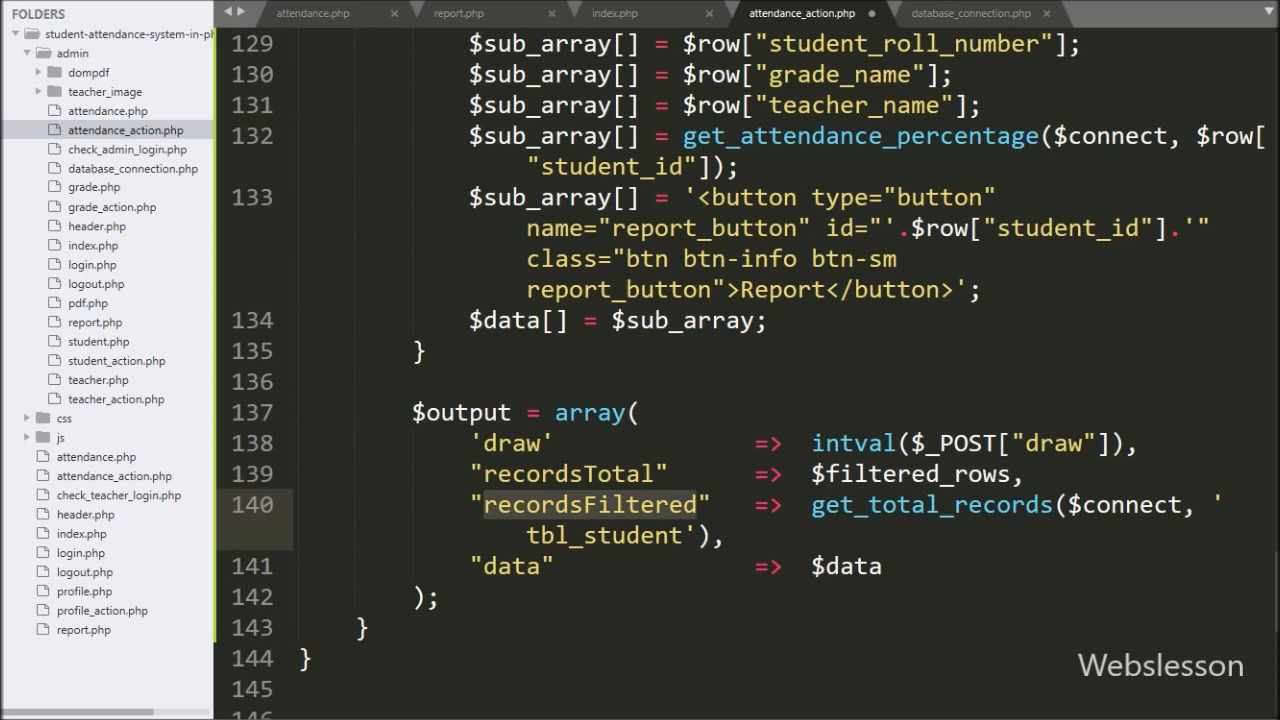 FOLDERS
student-attendance-system-in-ph
admin
dompdf
teacher_image
attendance.php
attendance_action.php
check_admin_login.php
database_connection.php
grade.php
grade_action.php
header.php
index.php
login.php
logout.php
pdf.php
report.php
student.php
student_action.php
teacher.php
teacher_action.php
css
js
attendance.php
attendance_action.php
check_teacher_login.php
header.php
index.php
login.php
logout.php
profile.php
profile_action.php
report.php
attendance.php × report.php × index.php × attendance_action.php database_connection.php ×
129 $sub_array[] = $row["student_roll_number"];
130 $sub_array[] = $row["grade_name"];
131 $sub_array[] = $row["teacher_name"];
132 $sub_array[] = get_attendance_percentage($connect, $row[
"student_id"]);
133 $sub_array[] = '<button type="button"
name="report_button" id="'.$row["student_id"].'"
class="btn btn-info btn-sm
report_button">Report</button>';
134 $data[] = $sub_array;
135 }
136
137 $output = array(
138 'draw' => intval($_POST["draw"]),
139 "recordsTotal" => $filtered_rows,
140 "recordsFiltered" => get_total_records($connect, '
tbl_student'),
141 "data" => $data
142 );
143 }
144 }
145
Webslesson